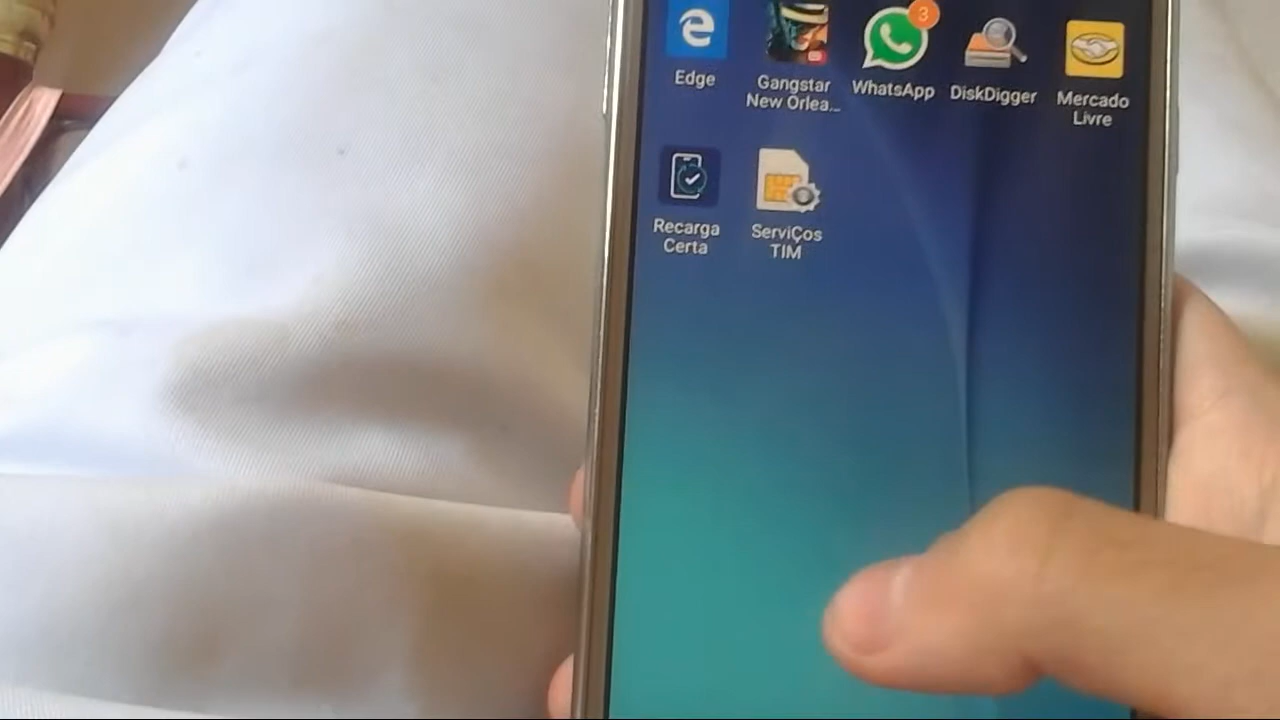 3
Edge
Gangstar
New Orlea...
WhatsApp
DiskDigger
Mercado
Livre
Recarga
Certa
ServiÇos
TIM